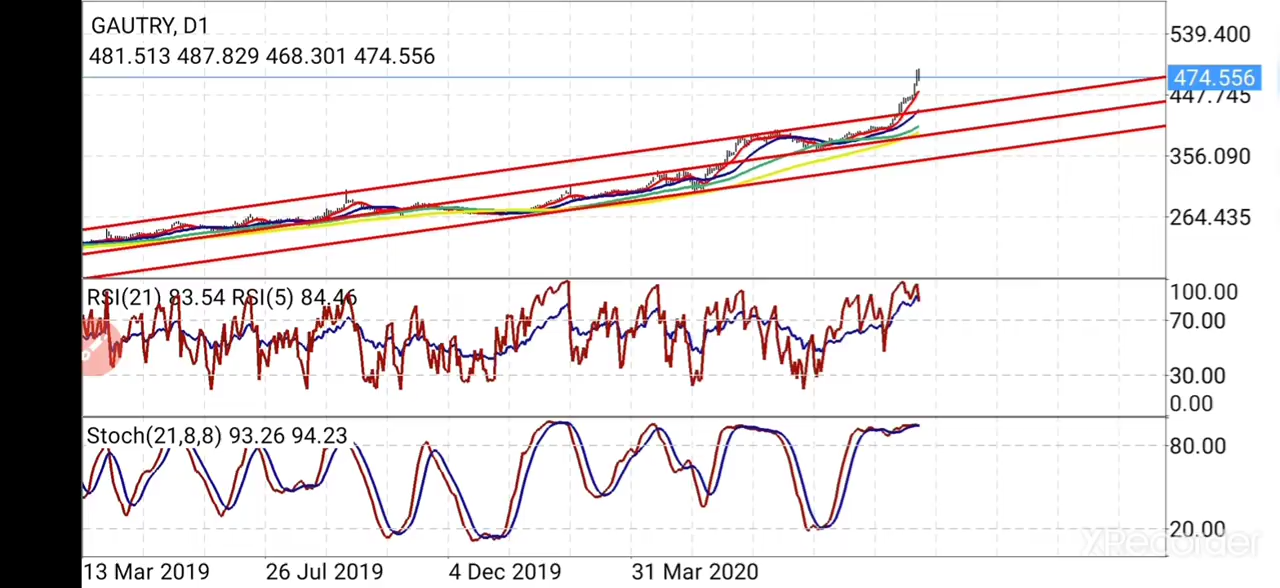 GAUTRY, D1
481.513 487.829 468.301 474.556
539.400
474.556
447.745
356.090
264.435
RSI(21) 83.54 RSI(5) 84.46
100.00
70.00
30.00
0.00
Stoch(21,8,8) 93.26 94.23
80.00
20.00
XRecorder
13 Mar 2019 26 Jul 2019 4 Dec 2019 31 Mar 2020